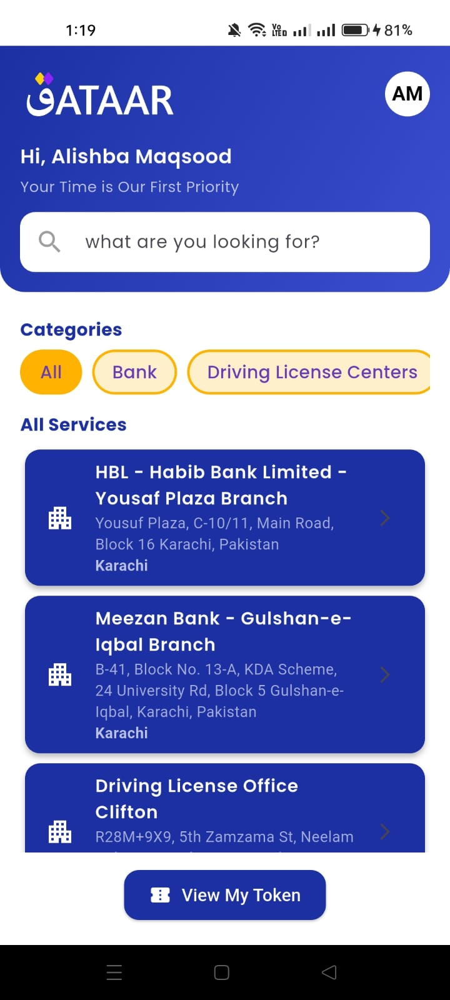 1:19
Vo LTED
81%
قATAAR
AM
Hi, Alishba Maqsood
Your Time is Our First Priority
what are you looking for?
Categories
All
Bank
Driving License Centers
All Services
HBL - Habib Bank Limited -
Yousaf Plaza Branch
Yousuf Plaza, C-10/11, Main Road,
Block 16 Karachi, Pakistan
Karachi
Meezan Bank - Gulshan-e-
Iqbal Branch
B-41, Block No. 13-A, KDA Scheme,
24 University Rd, Block 5 Gulshan-e-
Iqbal, Karachi, Pakistan
Karachi
Driving License Office
Clifton
R28M+9X9, 5th Zamzama St, Neelam
View My Token